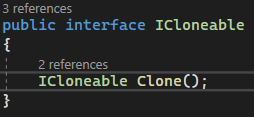 3 references
public interface ICloneable
{
2 references
ICloneable Clone();
}